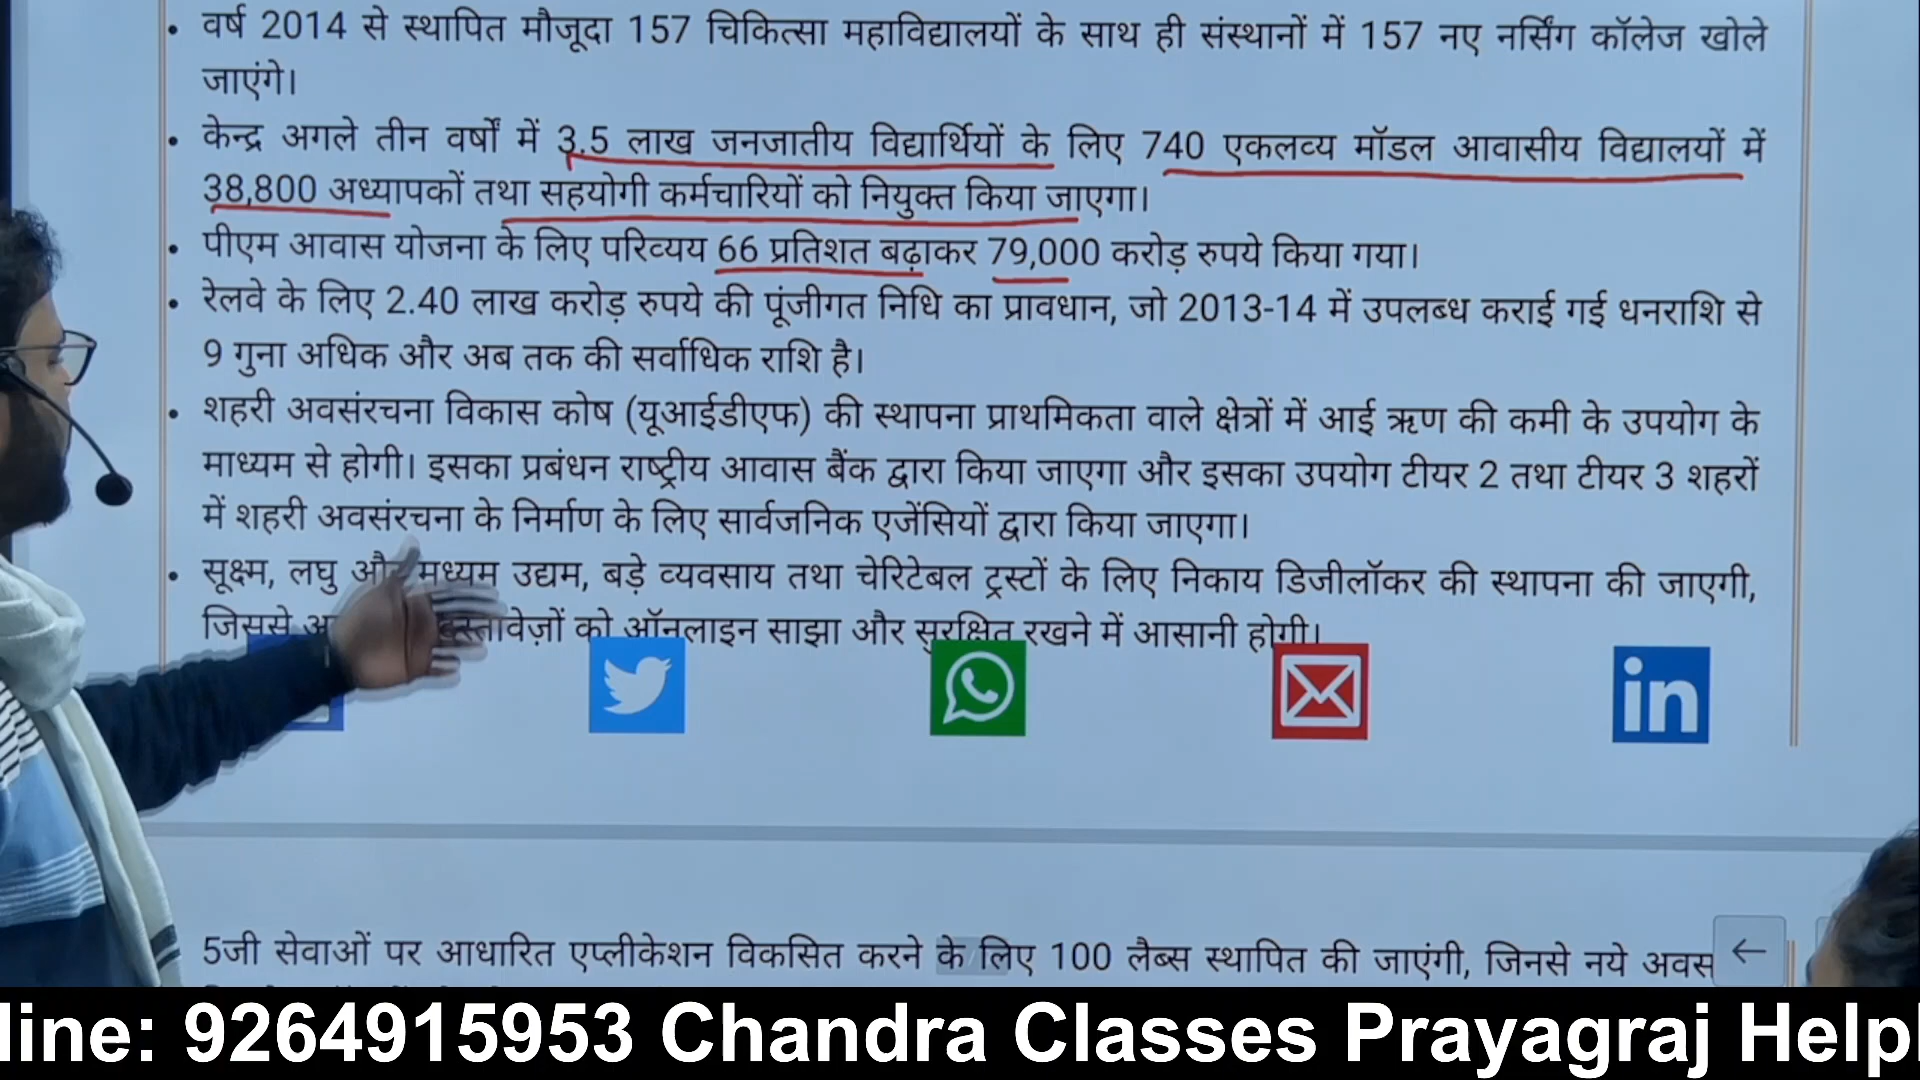 • वर्ष 2014 से स्थापित मौजूदा 157 चिकित्सा महाविद्यालयों के साथ ही संस्थानों में 157 नए नर्सिंग कॉलेज खोले
जाएंगे।
• केन्द्र अगले तीन वर्षों में 3.5 लाख जनजातीय विद्यार्थियों के लिए 740 एकलव्य मॉडल आवासीय विद्यालयों में
38,800 अध्यापकों तथा सहयोगी कर्मचारियों को नियुक्त किया जाएगा।
• पीएम आवास योजना के लिए परिव्यय 66 प्रतिशत बढ़ाकर 79,000 करोड़ रुपये किया गया।
• रेलवे के लिए 2.40 लाख करोड़ रुपये की पूंजीगत निधि का प्रावधान, जो 2013-14 में उपलब्ध कराई गई धनराशि से
9 गुना अधिक और अब तक की सर्वाधिक राशि है।
• शहरी अवसंरचना विकास कोष (यूआईडीएफ) की स्थापना प्राथमिकता वाले क्षेत्रों में आई ऋण की कमी के उपयोग के
माध्यम से होगी। इसका प्रबंधन राष्ट्रीय आवास बैंक द्वारा किया जाएगा और इसका उपयोग टीयर 2 तथा टीयर 3 शहरों
में शहरी अवसंरचना के निर्माण के लिए सार्वजनिक एजेंसियों द्वारा किया जाएगा।
• सूक्ष्म, लघु और मध्यम उद्यम, बड़े व्यवसाय तथा चेरिटेबल ट्रस्टों के लिए निकाय डिजीलॉकर की स्थापना की जाएगी,
जिससे दस्तावेज़ों को ऑनलाइन साझा और सुरक्षित रखने में आसानी होगी।
in
5जी सेवाओं पर आधारित एप्लीकेशन विकसित करने के लिए 100 लैब्स स्थापित की जाएंगी, जिनसे नये अवस
line: 9264915953 Chandra Classes Prayagraj Helpl